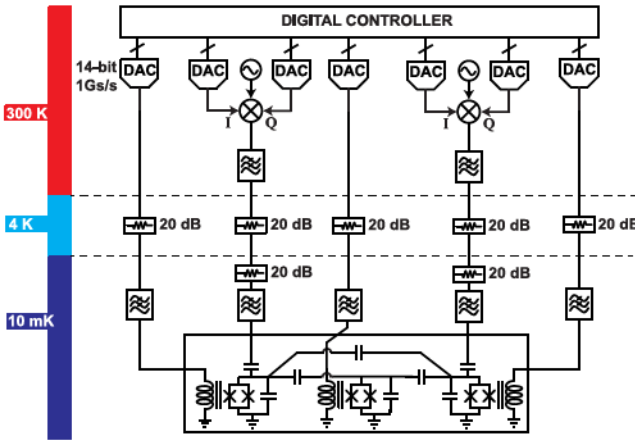 DIGITAL CONTROLLER
14-bit
1Gs/s
DAC DAC DAC DAC DAC DAC DAC
I Q I Q
300 K
4 K
20 dB 20 dB 20 dB 20 dB 20 dB
20 dB 20 dB
10 mK